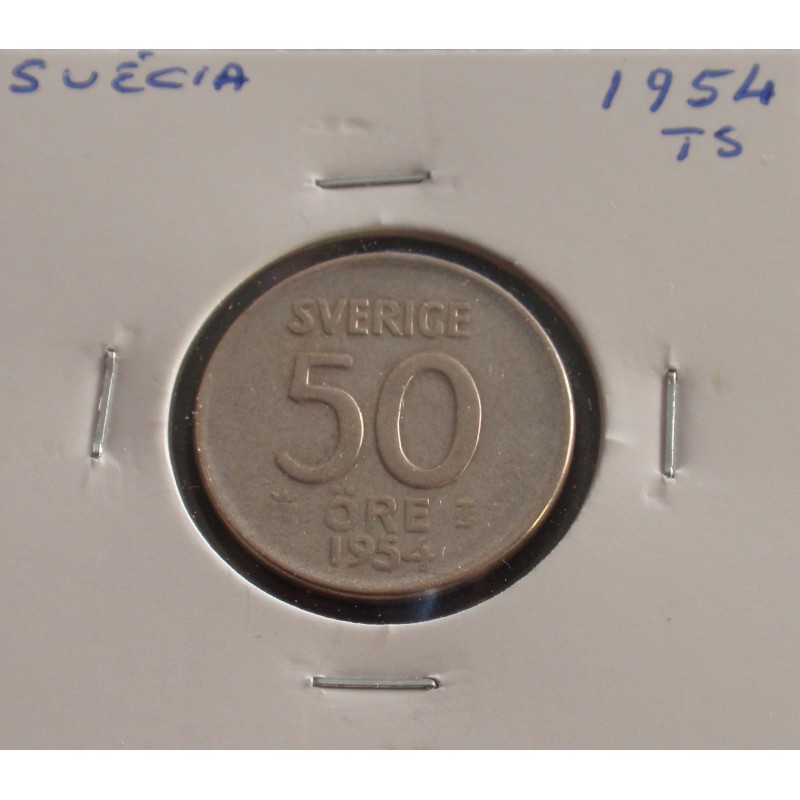 SUÉCIA
1954
TS
SVERIGE
50
ÖRE
1954